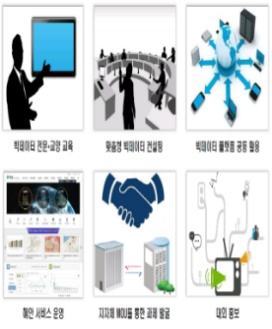 빅데이터 전문·교양 교육
맞춤형 빅데이터 컨설팅
빅데이터 플랫폼 공동 활용
혜안 서비스 운영
지자체 MOU를 통한 과제 발굴
대외 홍보